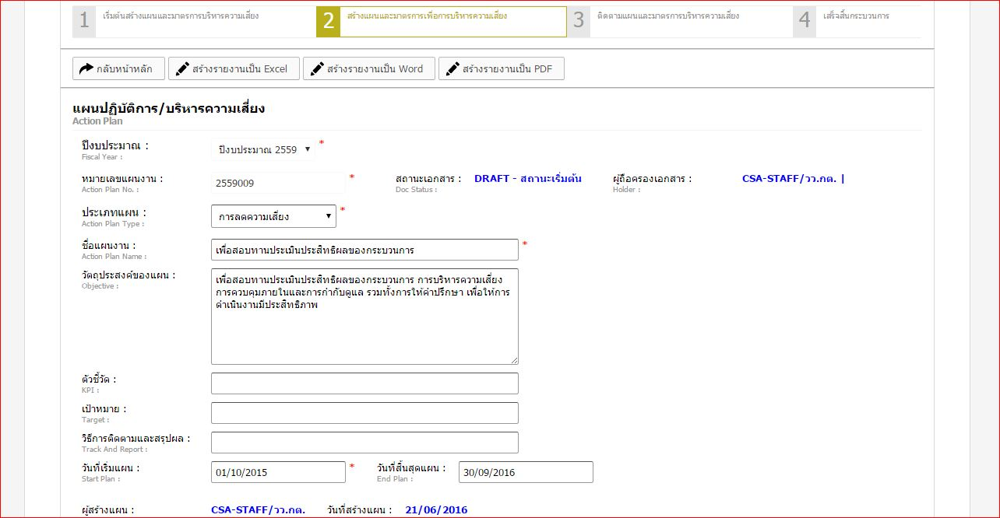 1 เริ่มต้นสร้างแผนและมาตรการบริหารความเสี่ยง 2 สร้างแผนและมาตรการเพื่อการบริหารความเสี่ยง 3 ติดตามแผนและมาตรการบริหารความเสี่ยง 4 เสร็จสิ้นกระบวนการ
กลับหน้าหลัก สร้างรายงานเป็น Excel สร้างรายงานเป็น Word สร้างรายงานเป็น PDF
แผนปฏิบัติการ/บริหารความเสี่ยง
Action Plan
ปีงบประมาณ : ปีงบประมาณ 2559 *
Fiscal Year :
หมายเลขแผนงาน : 2559009 * สถานะเอกสาร : DRAFT - สถานะเริ่มต้น ผู้ถือครองเอกสาร : CSA-STAFF/วว.กต. |
Action Plan No. : Doc Status : Holder :
ประเภทแผน : การลดความเสี่ยง *
Action Plan Type :
ชื่อแผนงาน : เพื่อสอบทานประเมินประสิทธิผลของกระบวนการ *
Action Plan Name :
วัตถุประสงค์ของแผน : เพื่อสอบทานประเมินประสิทธิผลของกระบวนการ การบริหารความเสี่ยง
Objective : การควบคุมภายในและการกำกับดูแล รวมทั้งการให้คำปรึกษา เพื่อให้การ
ดำเนินงานมีประสิทธิภาพ
ตัวชี้วัด :
KPI :
เป้าหมาย :
Target :
วิธีการติดตามและสรุปผล :
Track And Report :
วันที่เริ่มแผน : 01/10/2015 * วันที่สิ้นสุดแผน : 30/09/2016
Start Plan : End Plan :
ผู้สร้างแผน : CSA-STAFF/วว.กต. วันที่สร้างแผน : 21/06/2016